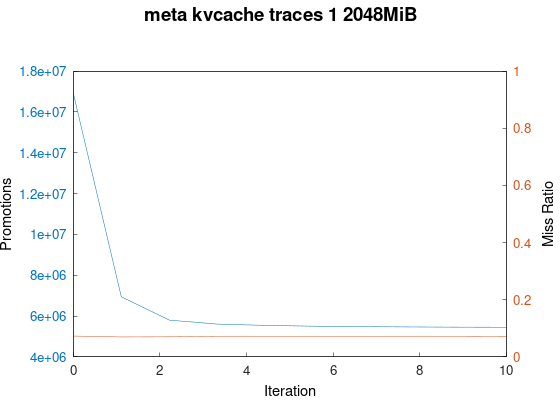 meta kvcache traces 1 2048MiB
1.8e+07
1.6e+07
1.4e+07
1.2e+07
1e+07
8e+06
6e+06
4e+06
Promotions
1
0.8
0.6
0.4
0.2
0
Miss Ratio
0 2 4 6 8 10
Iteration